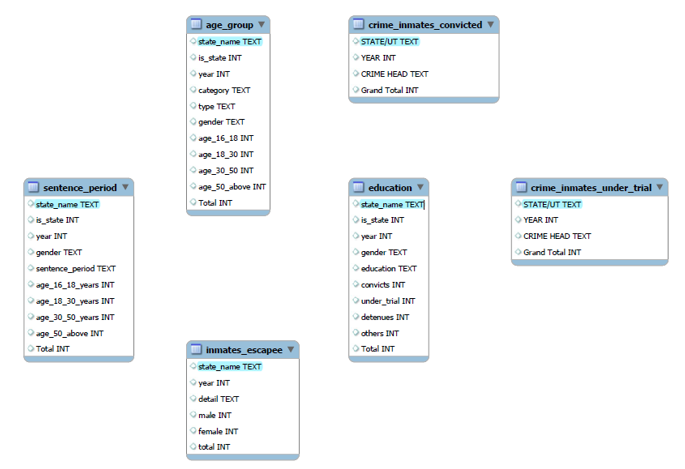 age_group
state_name TEXT
is_state INT
year INT
category TEXT
type TEXT
gender TEXT
age_16_18 INT
age_18_30 INT
age_30_50 INT
age_50_above INT
Total INT
crime_inmates_convicted
STATE/UT TEXT
YEAR INT
CRIME HEAD TEXT
Grand Total INT
sentence_period
state_name TEXT
is_state INT
year INT
gender TEXT
sentence_period TEXT
age_16_18_years INT
age_18_30_years INT
age_30_50_years INT
age_50_above INT
Total INT
education
state_name TEXT
is_state INT
year INT
gender TEXT
education TEXT
convicts INT
under_trial INT
detenues INT
others INT
Total INT
crime_inmates_under_trial
STATE/UT TEXT
YEAR INT
CRIME HEAD TEXT
Grand Total INT
inmates_escapee
state_name TEXT
year INT
detail TEXT
male INT
female INT
total INT